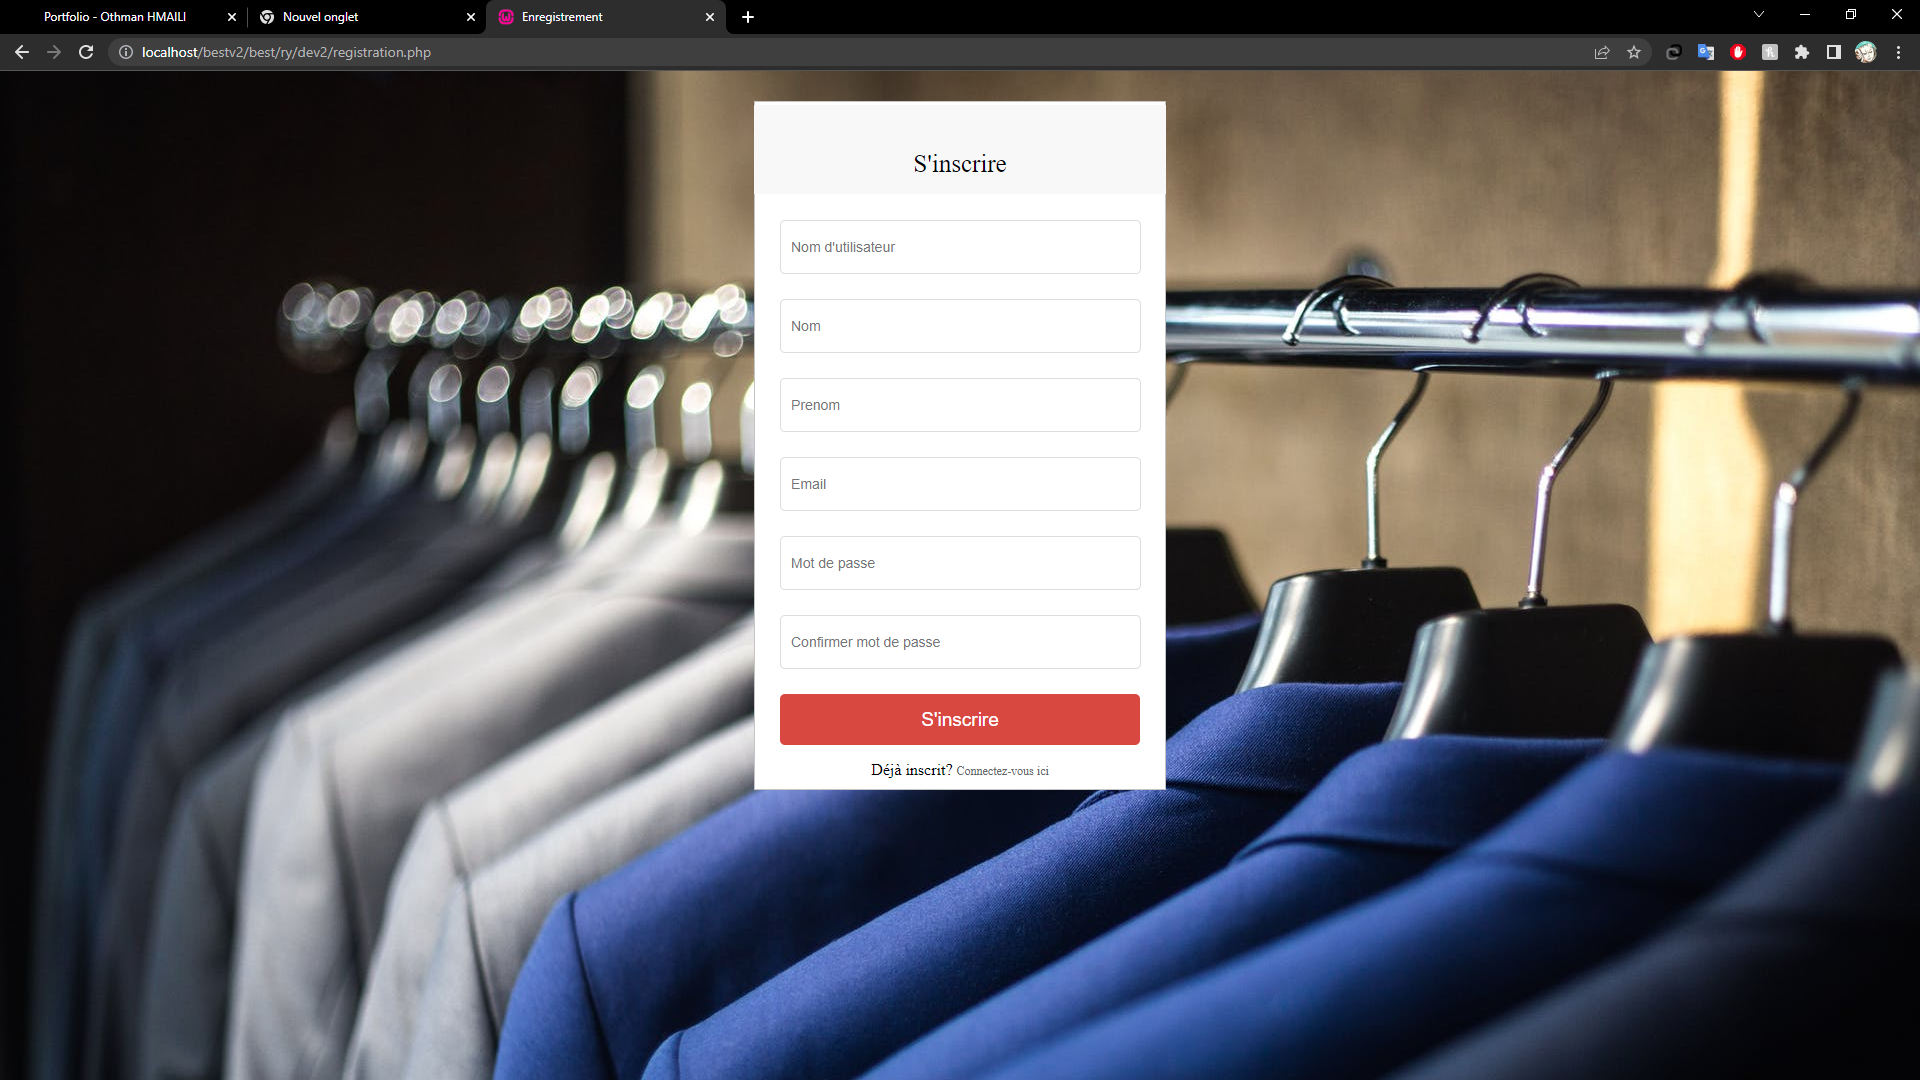 Portfolio - Othman HMAILI
Nouvel onglet
Enregistrement
localhost/bestv2/best/ry/dev2/registration.php
S'inscrire
Nom d'utilisateur
Nom
Prenom
Email
Mot de passe
Confirmer mot de passe
S'inscrire
Déjà inscrit? Connectez-vous ici